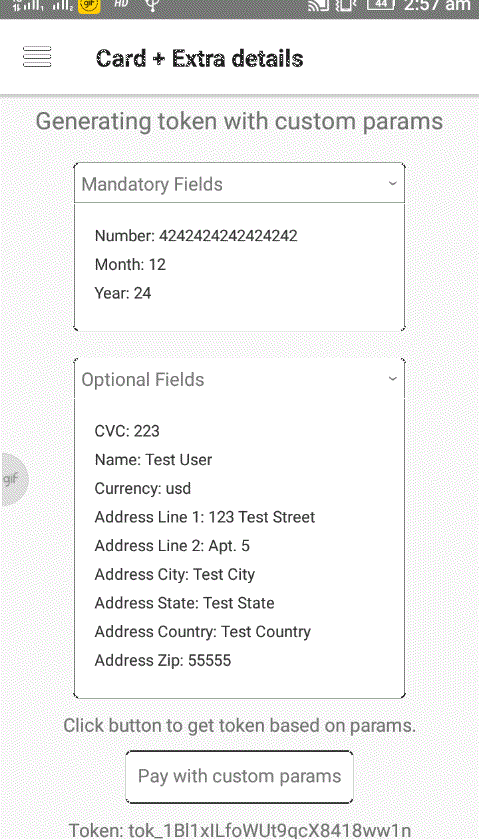 HD 44 2:57 am
Card + Extra details
Generating token with custom params
Mandatory Fields
Number: 4242424242424242
Month: 12
Year: 24
Optional Fields
CVC: 223
Name: Test User
Currency: usd
Address Line 1: 123 Test Street
Address Line 2: Apt. 5
Address City: Test City
Address State: Test State
Address Country: Test Country
Address Zip: 55555
gif
Click button to get token based on params.
Pay with custom params
Token: tok_1Bl1xILfoWUt9qcX8418ww1n